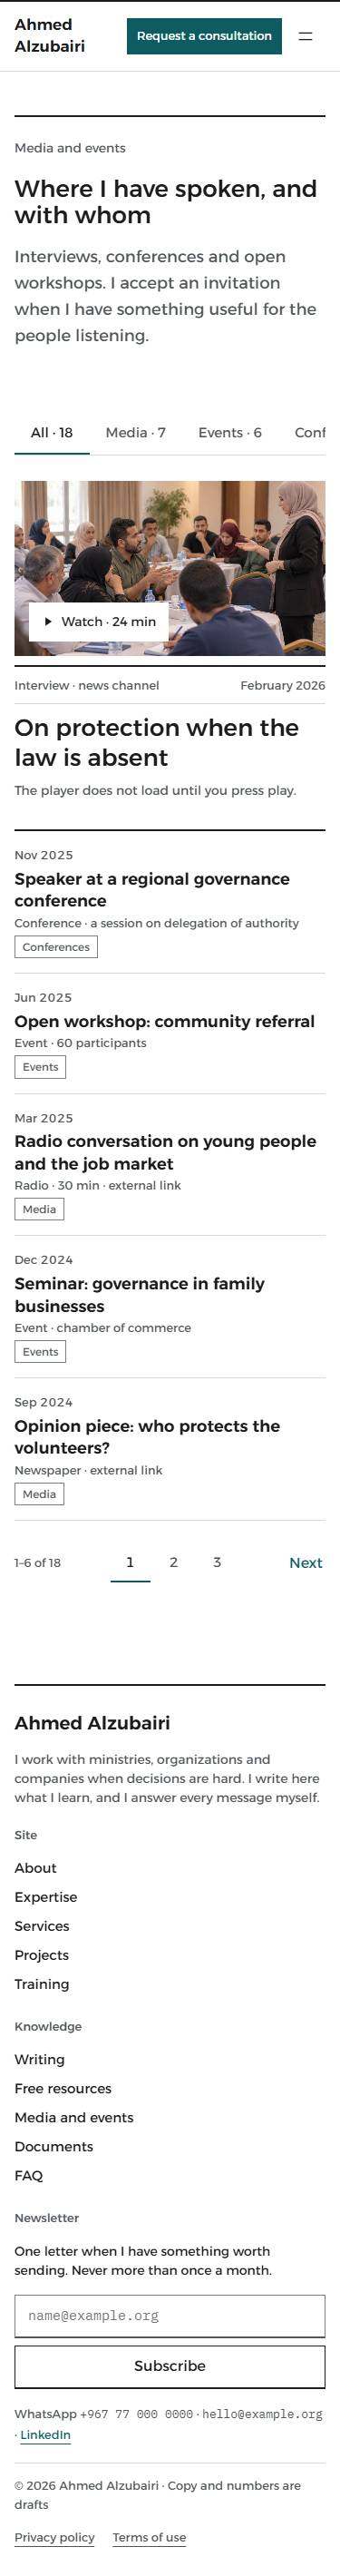 Ahmed
Alzubairi
Request a consultation
Media and events
Where I have spoken, and
with whom
Interviews, conferences and open
workshops. I accept an invitation
when I have something useful for the
people listening.
All · 18
Media · 7
Events · 6
Conf
Watch · 24 min
Interview · news channel
February 2026
On protection when the
law is absent
The player does not load until you press play.
Nov 2025
Speaker at a regional governance
conference
Conference · a session on delegation of authority
Conferences
Jun 2025
Open workshop: community referral
Event · 60 participants
Events
Mar 2025
Radio conversation on young people
and the job market
Radio · 30 min · external link
Media
Dec 2024
Seminar: governance in family
businesses
Event · chamber of commerce
Events
Sep 2024
Opinion piece: who protects the
volunteers?
Newspaper · external link
Media
1–6 of 18
1
2
3
Next
Ahmed Alzubairi
I work with ministries, organizations and
companies when decisions are hard. I write here
what I learn, and I answer every message myself.
Site
About
Expertise
Services
Projects
Training
Knowledge
Writing
Free resources
Media and events
Documents
FAQ
Newsletter
One letter when I have something worth
sending. Never more than once a month.
name@example.org
Subscribe
WhatsApp +967 77 000 0000 · hello@example.org
· LinkedIn
© 2026 Ahmed Alzubairi · Copy and numbers are
drafts
Privacy policy
Terms of use